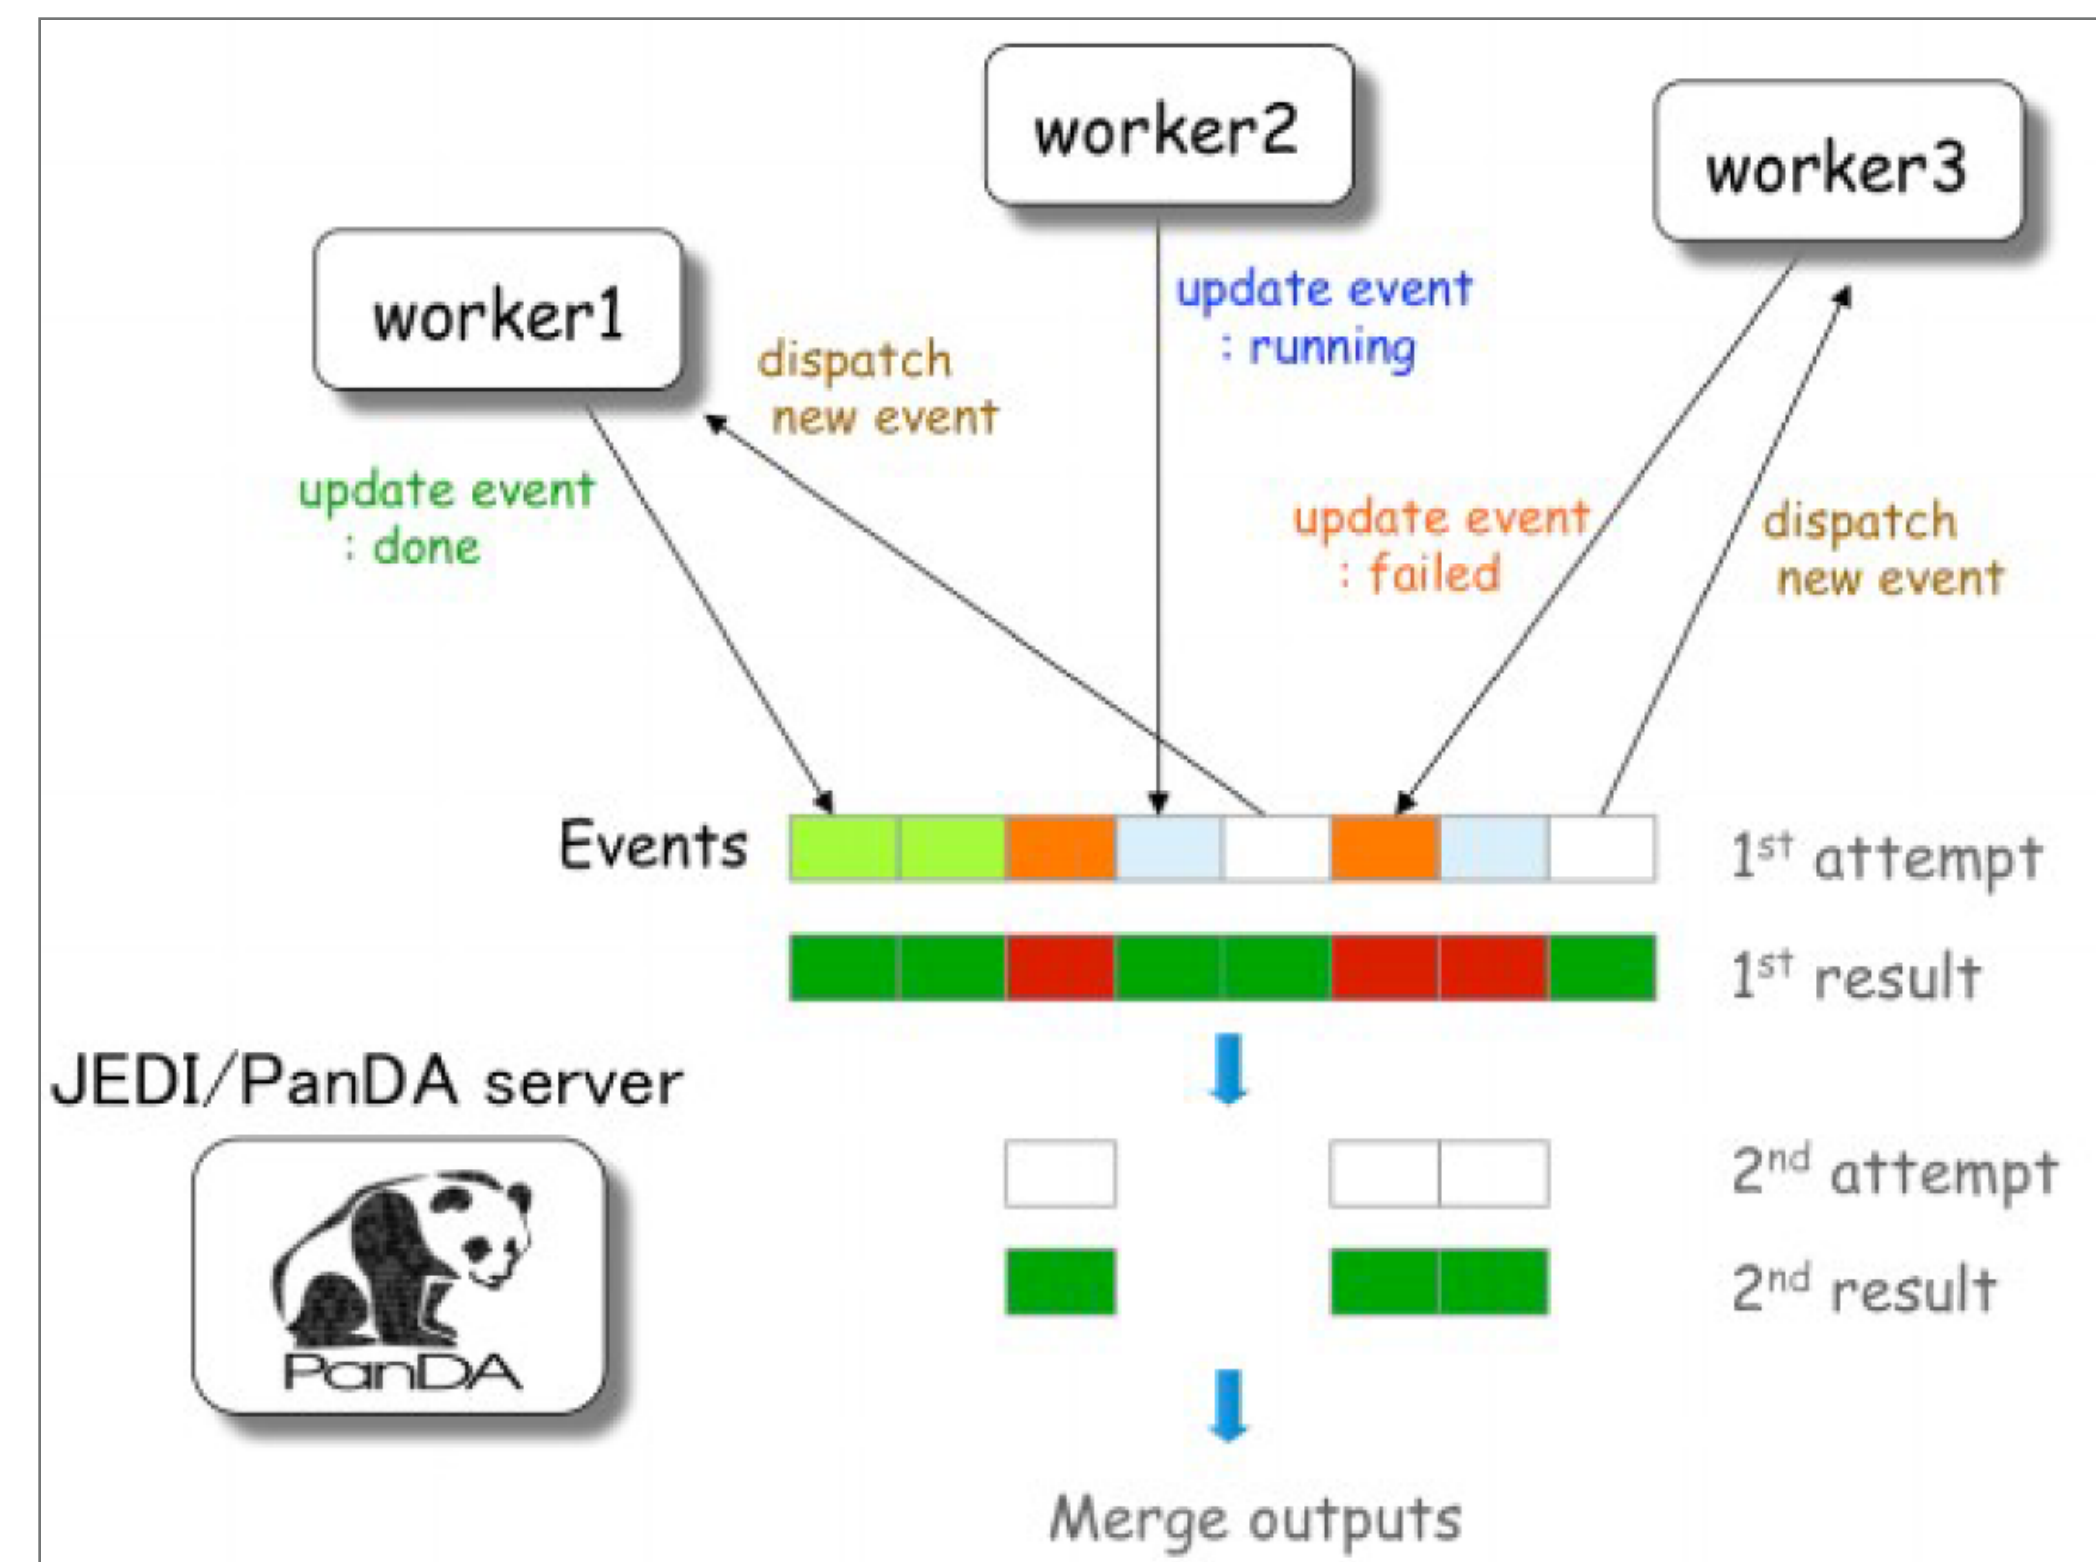 worker2
worker3
worker1
update event
: running
dispatch
new event
update event
: done
update event
: failed
dispatch
new event
Events
1st attempt
1st result
JEDI/PanDA server
PanDA
2nd attempt
2nd result
Merge outputs